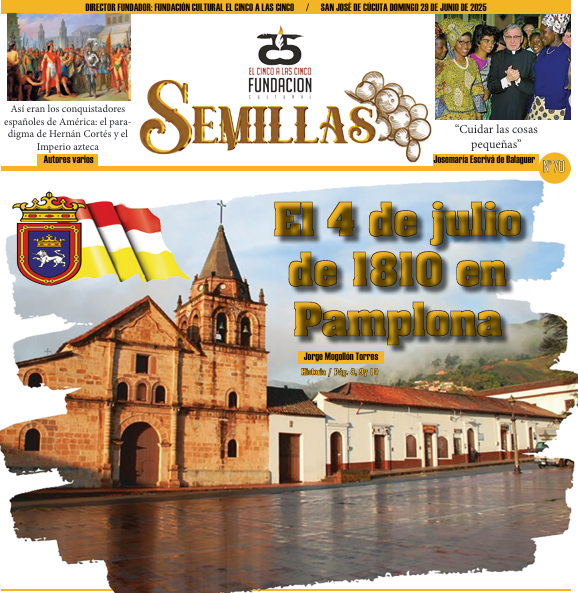 DIRECTOR FUNDADOR: FUNDACIÓN CULTURAL EL CINCO A LAS CINCO / SAN JOSÉ DE CÚCUTA DOMINGO 29 DE JUNIO DE 2025
EL CINCO A LAS CINCO
FUNDACION
CULTURAL
SEMILLAS
Así eran los conquistadores
españoles de América: el para-
digma de Hernán Cortés y el
Imperio azteca
Autores varios
“Cuidar las cosas
pequeñas”
Josemaría Escrivá de Balaguer
N° 70
El 4 de julio
de 1810 en
Pamplona
Jorge Mogollón Torres
Historia / Pág. 8, 9 y 10